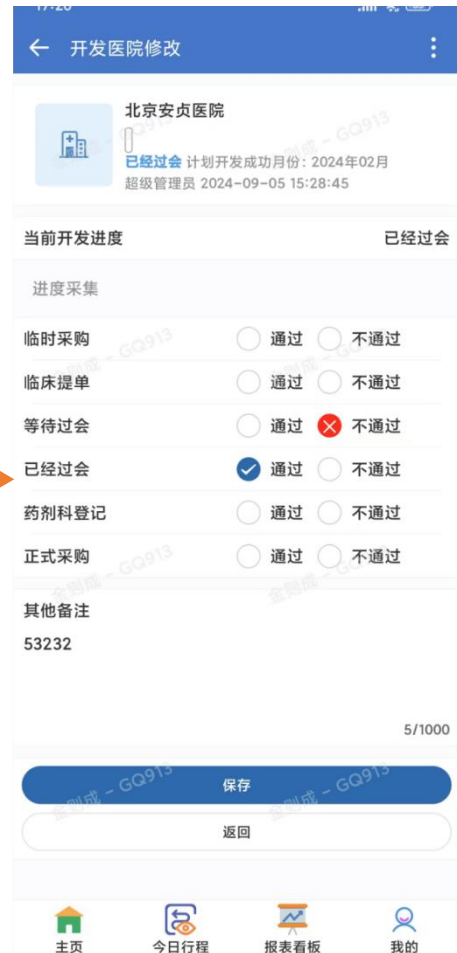 17:20
开发医院修改
北京安贞医院
已经过会 计划开发成功月份: 2024年02月
超级管理员 2024-09-05 15:28:45
当前开发进度 已经过会
进度采集
临时采购 通过 不通过
临床提单 通过 不通过
等待过会 通过 不通过
已经过会 通过 不通过
药剂科登记 通过 不通过
正式采购 通过 不通过
其他备注
53232
5/1000
保存
返回
主页 今日行程 报表看板 我的
金刚成 - GQ913